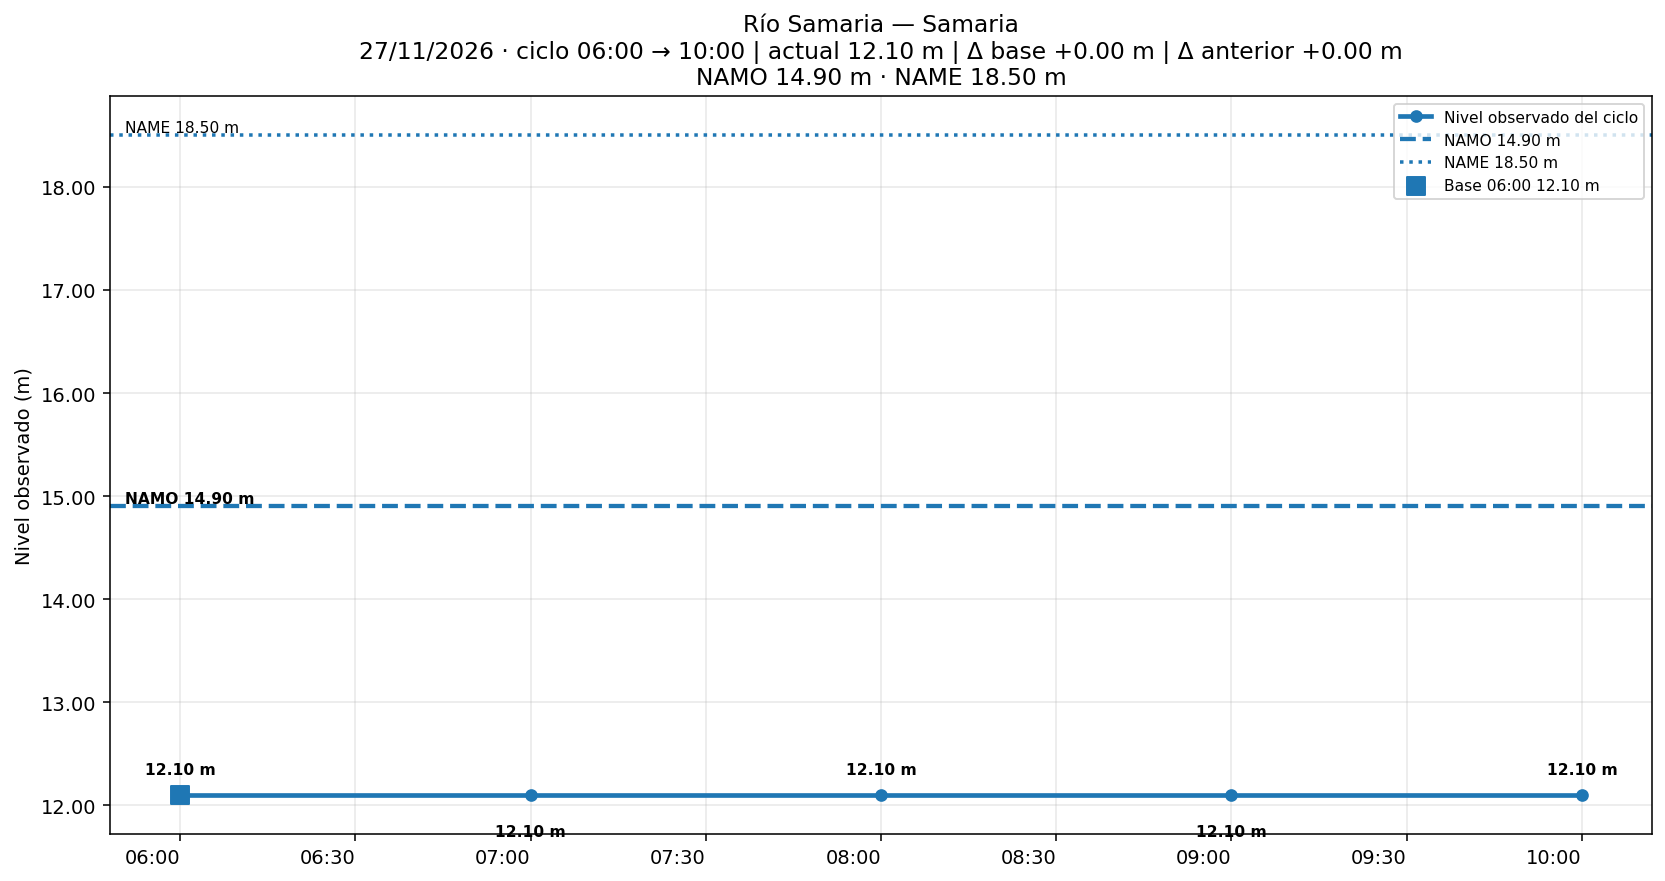 Río Samaria — Samaria
27/11/2026 · ciclo 06:00 → 10:00 | actual 12.10 m | Δ base +0.00 m | Δ anterior +0.00 m
NAMO 14.90 m · NAME 18.50 m
NAME 18.50 m
Nivel observado del ciclo
NAMO 14.90 m
NAME 18.50 m
Base 06:00 12.10 m
18.00
17.00
16.00
15.00
14.00
13.00
12.00
Nivel observado (m)
NAMO 14.90 m
12.10 m
12.10 m
12.10 m
12.10 m
12.10 m
06:00
06:30
07:00
07:30
08:00
08:30
09:00
09:30
10:00